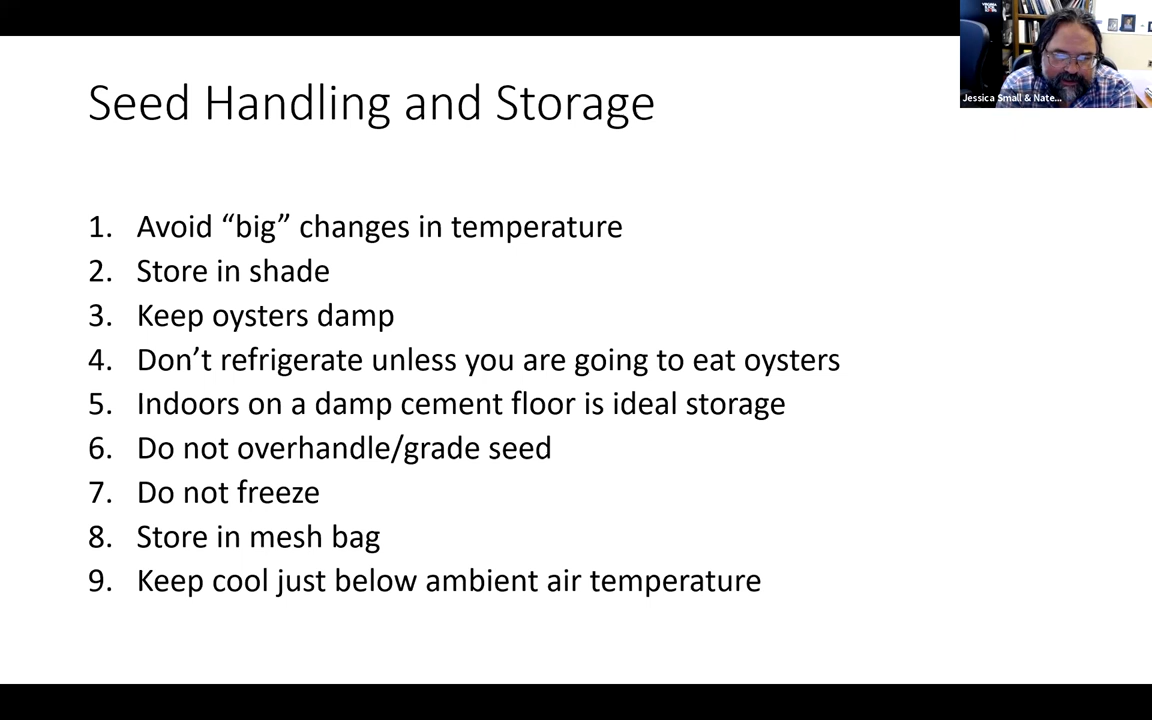 Jessica Small & Nate...
Seed Handling and Storage
1. Avoid “big” changes in temperature
2. Store in shade
3. Keep oysters damp
4. Don’t refrigerate unless you are going to eat oysters
5. Indoors on a damp cement floor is ideal storage
6. Do not overhandle/grade seed
7. Do not freeze
8. Store in mesh bag
9. Keep cool just below ambient air temperature